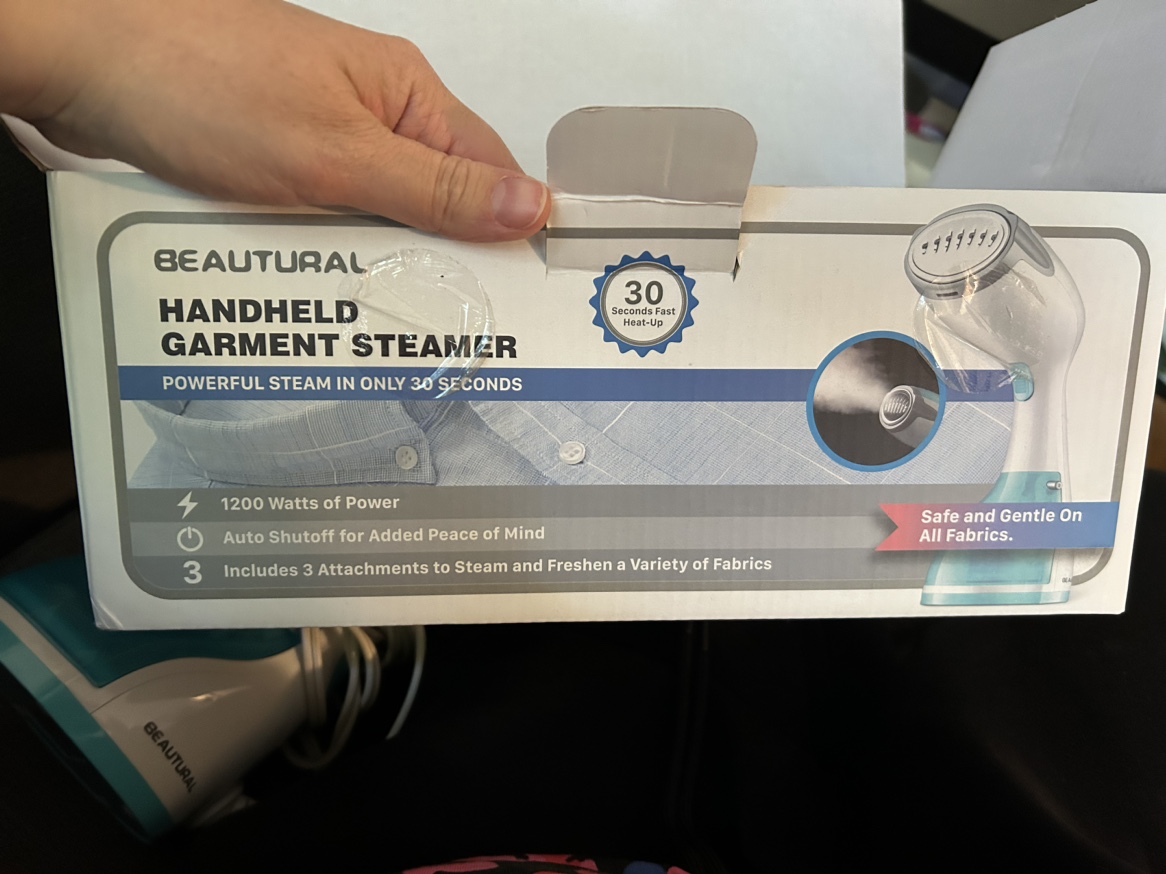 BEAUTURAL
HANDHELD
GARMENT STEAMER
POWERFUL STEAM IN ONLY 30 SECONDS
30
Seconds Fast
Heat-Up
1200 Watts of Power
Auto Shutoff for Added Peace of Mind
3 Includes 3 Attachments to Steam and Freshen a Variety of Fabrics
Safe and Gentle On
All Fabrics.
BEAUTURAL